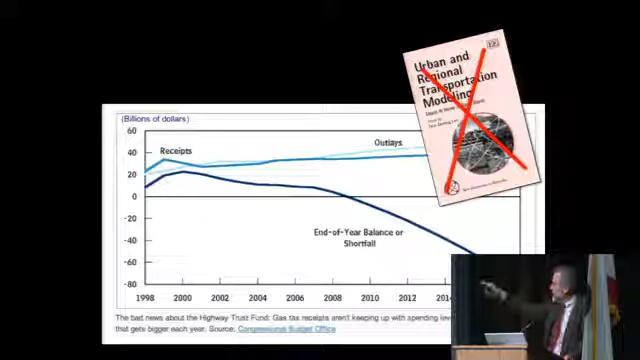 Urban and
Regional
Transportation
Modeling
(Billions of dollars)
60
Receipts
Outlays
40
20
0
-20
End-of-Year Balance or
Shortfall
-40
-60
-80
1998
2000
2002
2004
2006
2008
2010
2012
The bad news about the Highway Trust Fund: Gas tax receipts aren't keeping up with spending
that gets bigger each year. Source: Congressional Budget Office